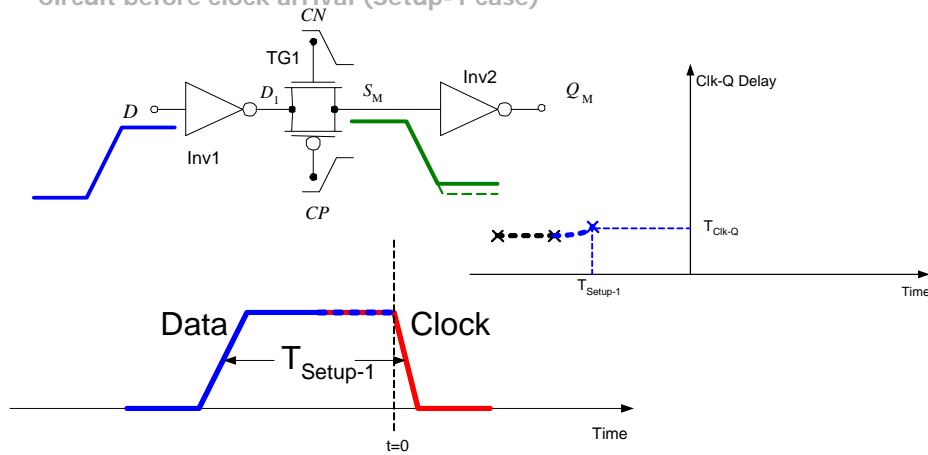 Circuit before clock arrival (Setup-1 case)
CN
TG1
Inv2
Clk-Q Delay
D
D1
SM
QM
Inv1
CP
TClk-Q
TSetup-1
Time
Data
Clock
TSetup-1
Time
t=0